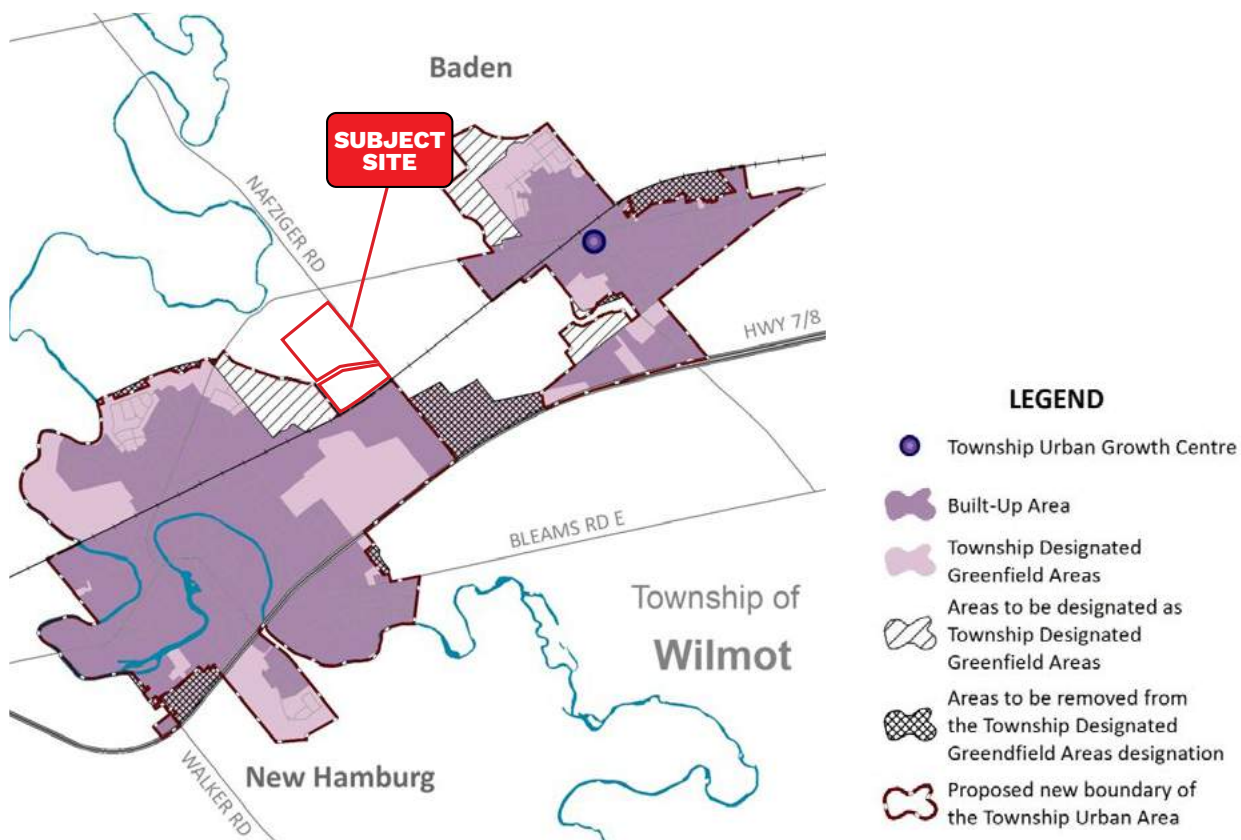 Baden
SUBJECT
SITE
NAFZIGER RD
HWY 7/8
BLEAMS RD E
Township of
Wilmot
New Hamburg
WALKER RD
LEGEND
Township Urban Growth Centre
Built-Up Area
Township Designated
Greenfield Areas
Areas to be designated as
Township Designated
Greenfield Areas
Areas to be removed from
the Township Designated
Greendfield Areas designation
Proposed new boundary of
the Township Urban Area